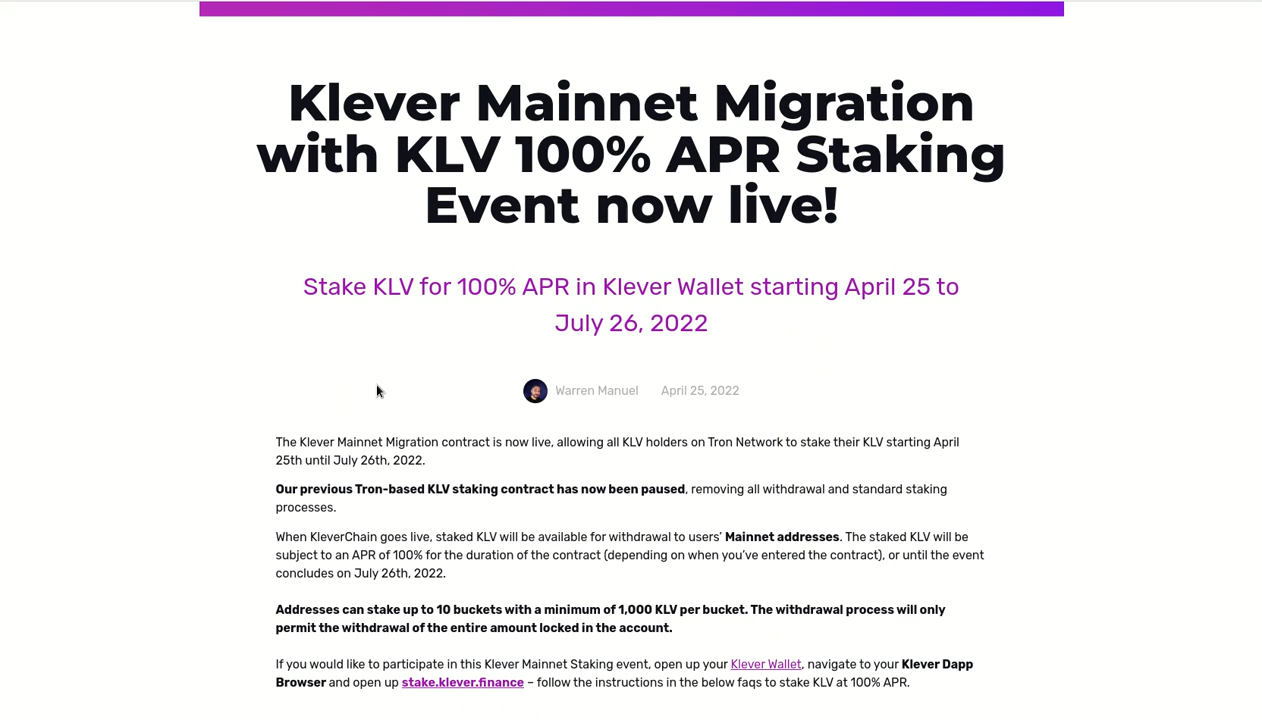 Klever Mainnet Migration
with KLV 100% APR Staking
Event now live!
Stake KLV for 100% APR in Klever Wallet starting April 25 to
July 26, 2022
Warren Manuel April 25, 2022
The Klever Mainnet Migration contract is now live, allowing all KLV holders on Tron Network to stake their KLV starting April
25th until July 26th, 2022.
Our previous Tron-based KLV staking contract has now been paused, removing all withdrawal and standard staking
processes.
When KleverChain goes live, staked KLV will be available for withdrawal to users’ Mainnet addresses. The staked KLV will be
subject to an APR of 100% for the duration of the contract (depending on when you’ve entered the contract), or until the event
concludes on July 26th, 2022.
Addresses can stake up to 10 buckets with a minimum of 1,000 KLV per bucket. The withdrawal process will only
permit the withdrawal of the entire amount locked in the account.
If you would like to participate in this Klever Mainnet Staking event, open up your Klever Wallet, navigate to your Klever Dapp
Browser and open up stake.klever.finance – follow the instructions in the below faqs to stake KLV at 100% APR.